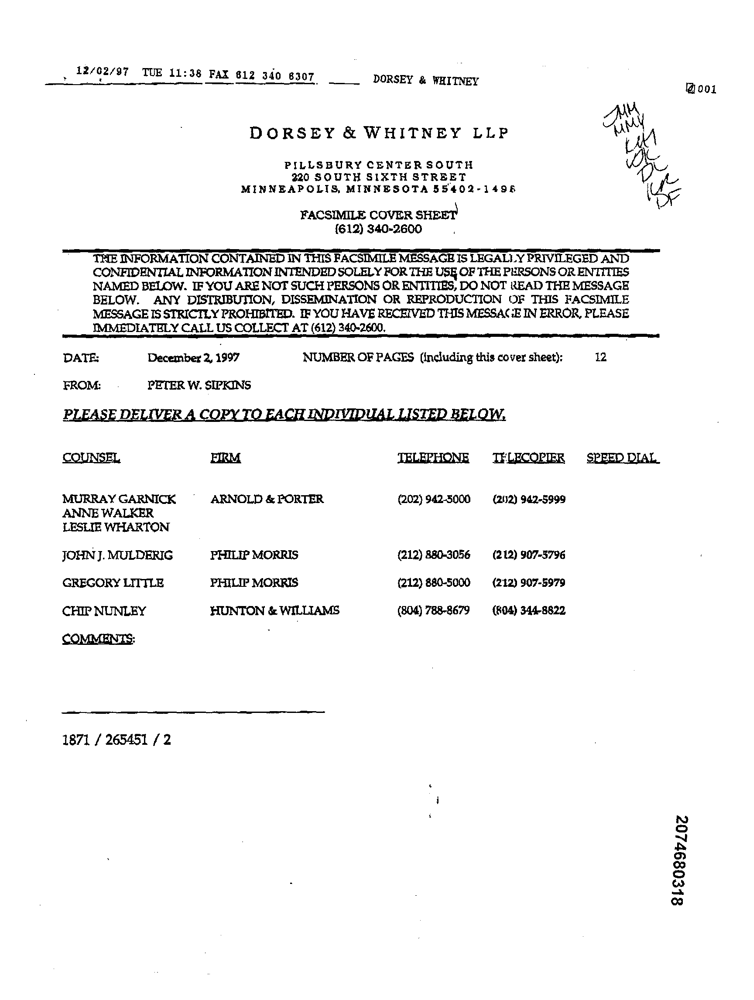 12/02/97 TUE 11:38 FAX 612 340 6307 DORSEY & WHITNEY
001
JMM
MMY
DL
DF
DORSEY & WHITNEY LLP
PILLSBURY CENTER SOUTH
220 SOUTH SIXTH STREET
MINNEAPOLIS, MINNESOTA 55402-1498
FACSIMILE COVER SHEET
(612) 340-2600
THE INFORMATION CONTAINED IN THIS FACSIMILE MESSAGE IS LEGALLY PRIVILEGED AND
CONFIDENTIAL INFORMATION INTENDED SOLELY FOR THE USE OF THE PERSONS OR ENTITIES
NAMED BELOW. IF YOU ARE NOT SUCH PERSONS OR ENTITIES, DO NOT READ THE MESSAGE
BELOW. ANY DISTRIBUTION, DISSEMINATION OR REPRODUCTION OF THIS FACSIMILE
MESSAGE IS STRICTLY PROHIBITED. IF YOU HAVE RECEIVED THIS MESSAGE IN ERROR, PLEASE
IMMEDIATELY CALL US COLLECT AT (612) 340-2600.
DATE: December 2, 1997 NUMBER OF PAGES (including this cover sheet): 12
FROM: PETER W. SIPKINS
PLEASE DELIVER A COPY TO EACH INDIVIDUAL LISTED BELOW.
COUNSEL FIRM TELEPHONE TELECOPIER SPEED DIAL
MURRAY GARNICK ARNOLD & PORTER (202) 942-5000 (202) 942-5999
ANNE WALKER
LESLIE WHARTON
JOHN J. MULDERIG PHILIP MORRIS (212) 880-3056 (212) 907-5796
GREGORY LITTLE PHILIP MORRIS (212) 880-5000 (212) 907-5979
CHIP NUNLEY HUNTON & WILLIAMS (804) 788-8679 (804) 344-8822
COMMENTS:
1871 / 265451 / 2
2074680318